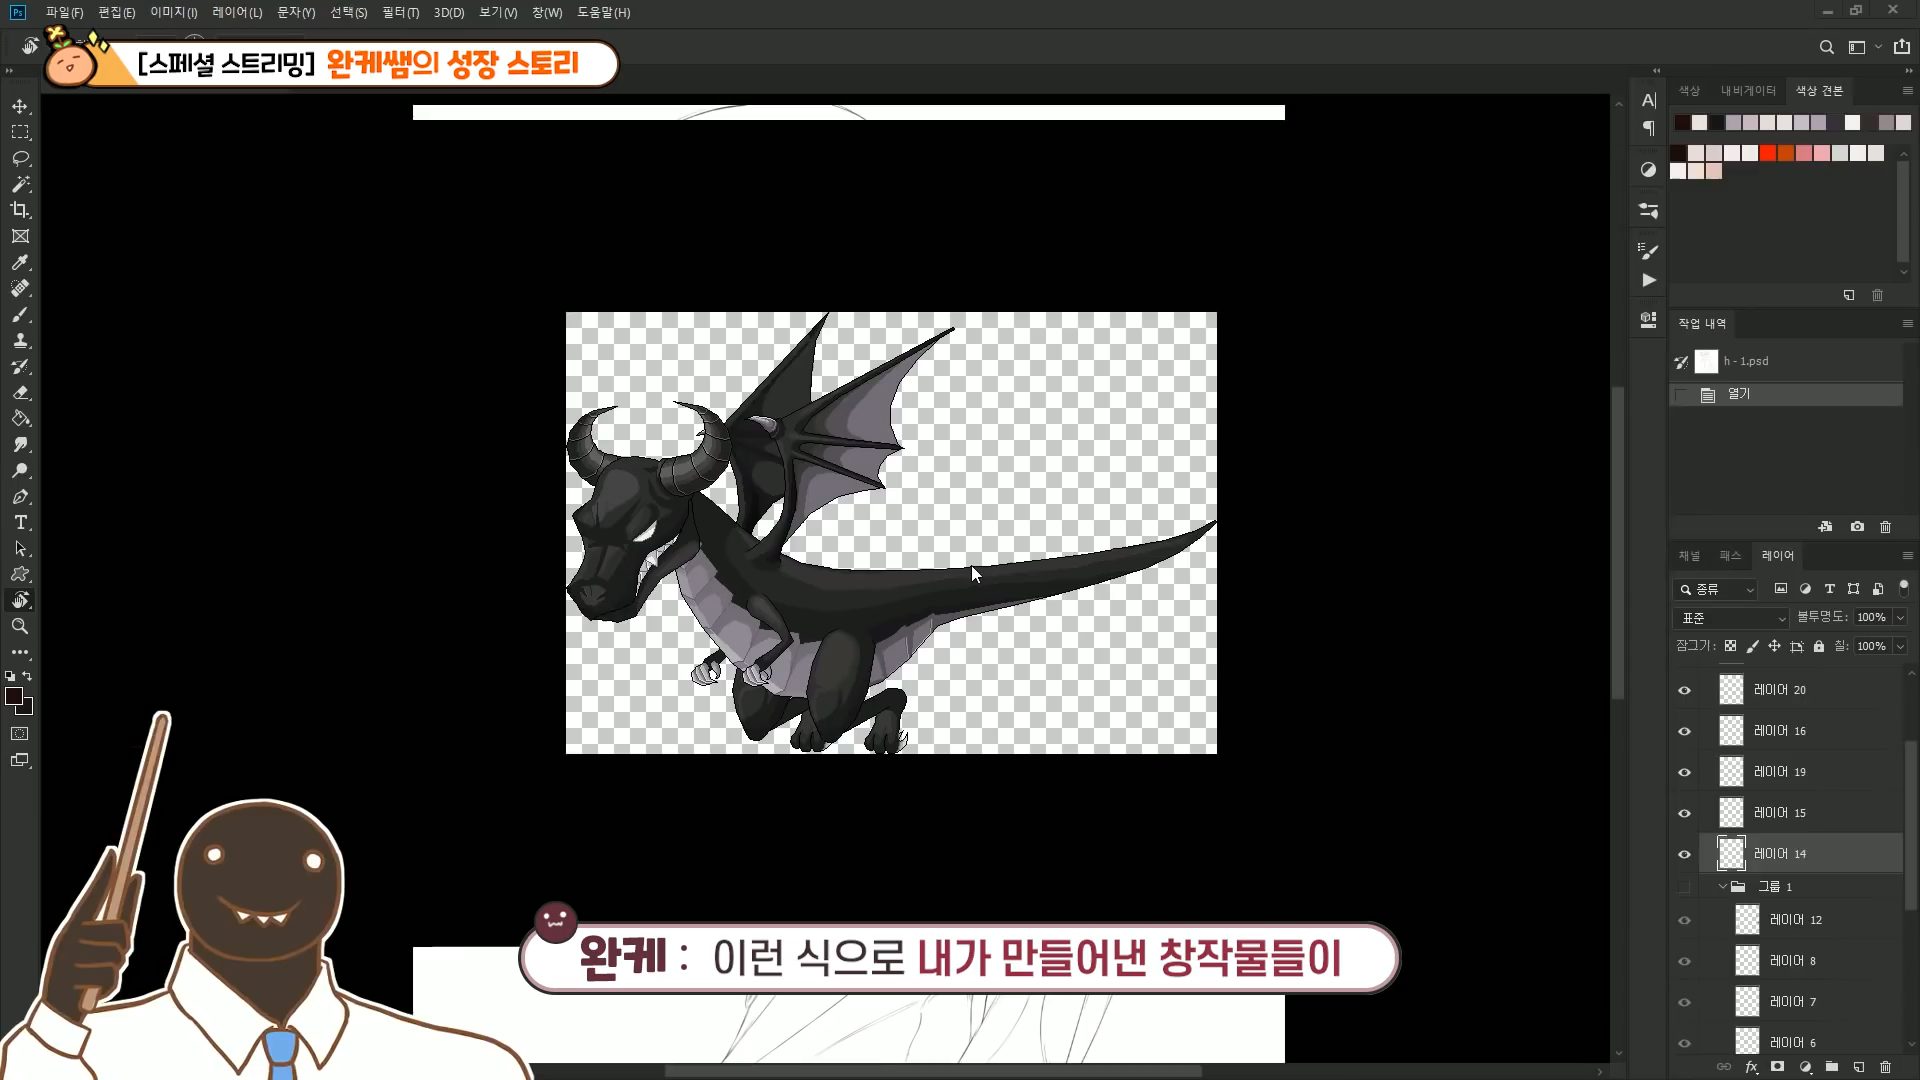 Ps 파일(F) 편집(E) 이미지(I) 레이어(L) 문자(Y) 선택(S) 필터(T) 3D(D) 보기(V) 창(W) 도움말(H)
[스페셜 스트리밍] 완케쌤의 성장 스토리
색상 내비게이터 색상 견본
작업 내역
h - 1.psd
열기
채널 패스 레이어
종류
표준 불투명도: 100%
잠그기: 칠: 100%
레이어 20
레이어 16
레이어 19
레이어 15
레이어 14
그룹 1
레이어 12
레이어 8
레이어 7
레이어 6
완케 : 이런 식으로 내가 만들어낸 창작물들이